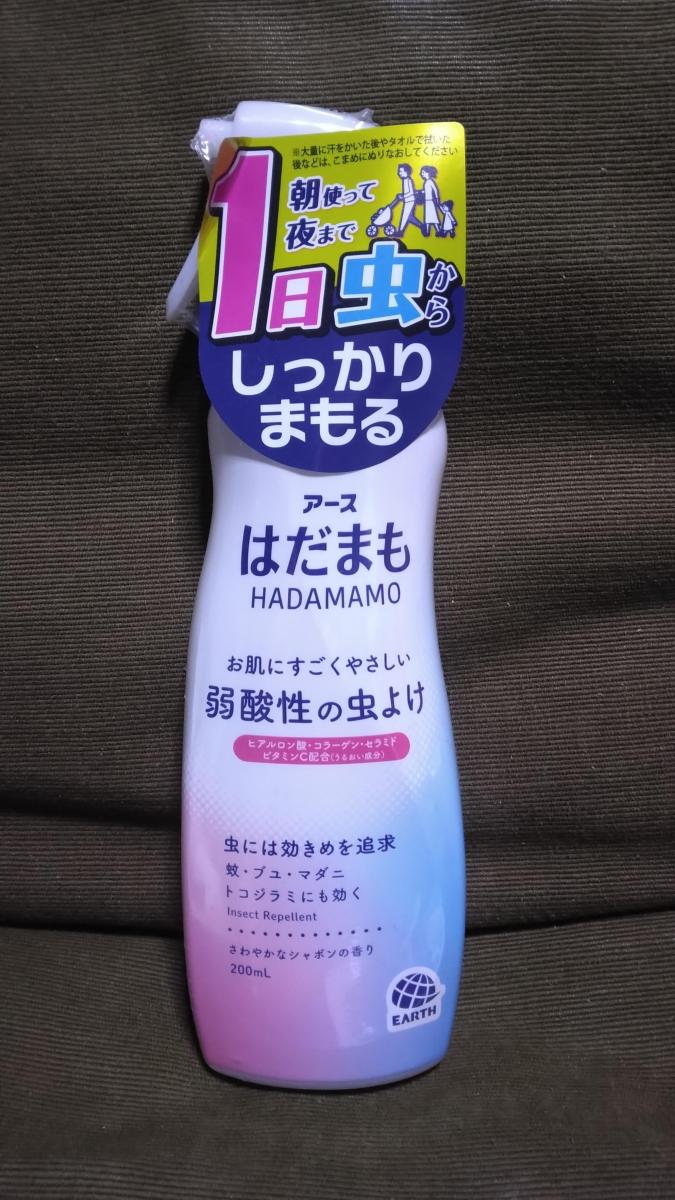 ※大量に汗をかいた後やタオルで拭いた
後などは、こまめにぬりなおしてください
朝使って
夜まで
1日虫から
しっかり
まもる
アース
はだまも
HADAMAMO
お肌にすごくやさしい
弱酸性の虫よけ
ヒアルロン酸・コラーゲン・セラミド
ビタミンC配合(うるおい成分)
虫には効きめを追求
蚊・ブユ・マダニ
トコジラミにも効く
Insect Repellent
さわやかなシャボンの香り
200mL
EARTH